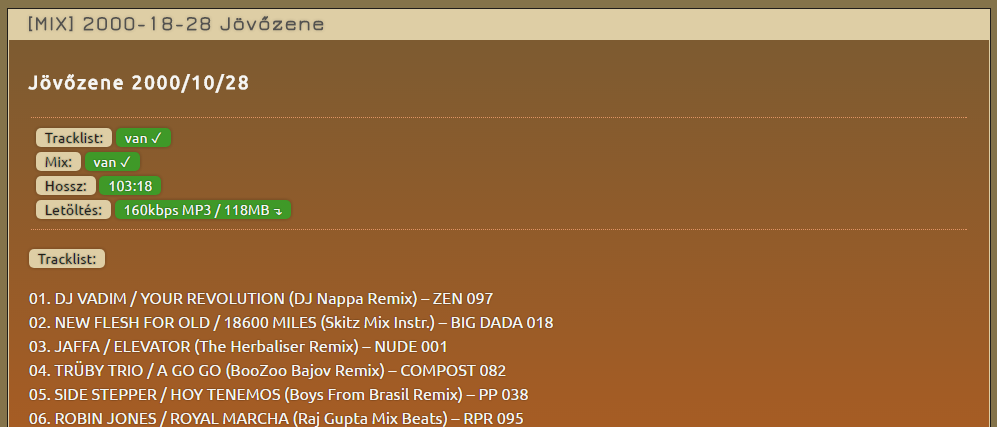 [MIX] 2000-18-28 Jövőzene
Jövőzene 2000/10/28
Tracklist: van ✓
Mix: van ✓
Hossz: 103:18
Letöltés: 160kbps MP3 / 118MB ↴
Tracklist:
01. DJ VADIM / YOUR REVOLUTION (DJ Nappa Remix) – ZEN 097
02. NEW FLESH FOR OLD / 18600 MILES (Skitz Mix Instr.) – BIG DADA 018
03. JAFFA / ELEVATOR (The Herbaliser Remix) – NUDE 001
04. TRÜBY TRIO / A GO GO (BooZoo Bajov Remix) – COMPOST 082
05. SIDE STEPPER / HOY TENEMOS (Boys From Brasil Remix) – PP 038
06. ROBIN JONES / ROYAL MARCHA (Raj Gupta Mix Beats) – RPR 095